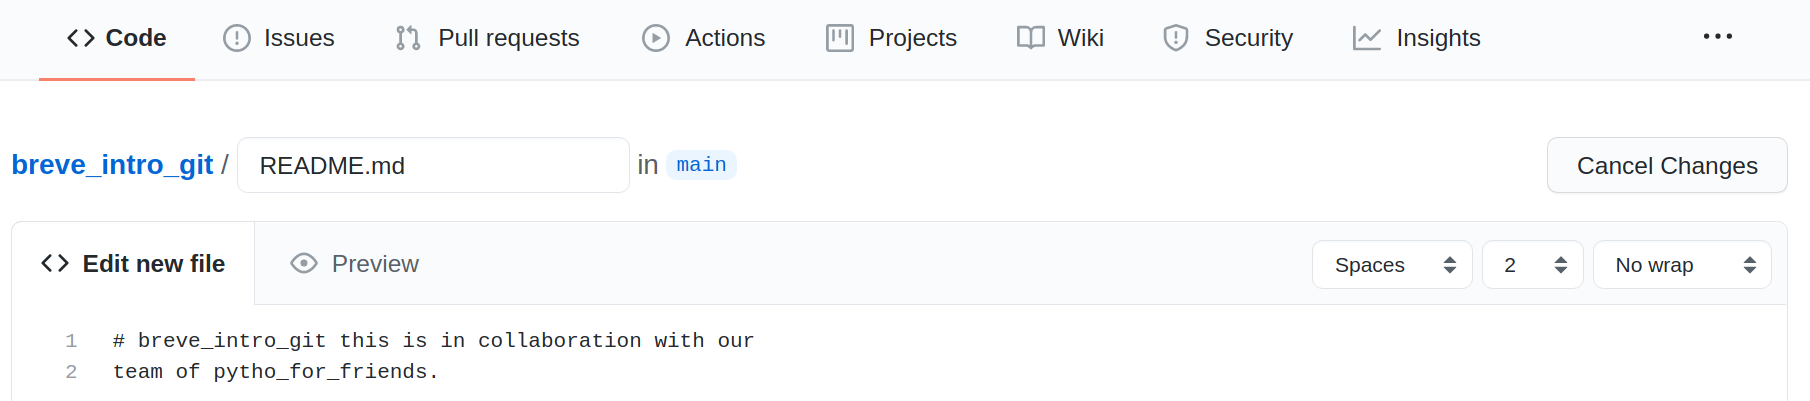 Code Issues Pull requests Actions Projects Wiki Security Insights
breve_intro_git / README.md in main Cancel Changes
Edit new file Preview Spaces 2 No wrap
1 # breve_intro_git this is in collaboration with our
2 team of pytho_for_friends.